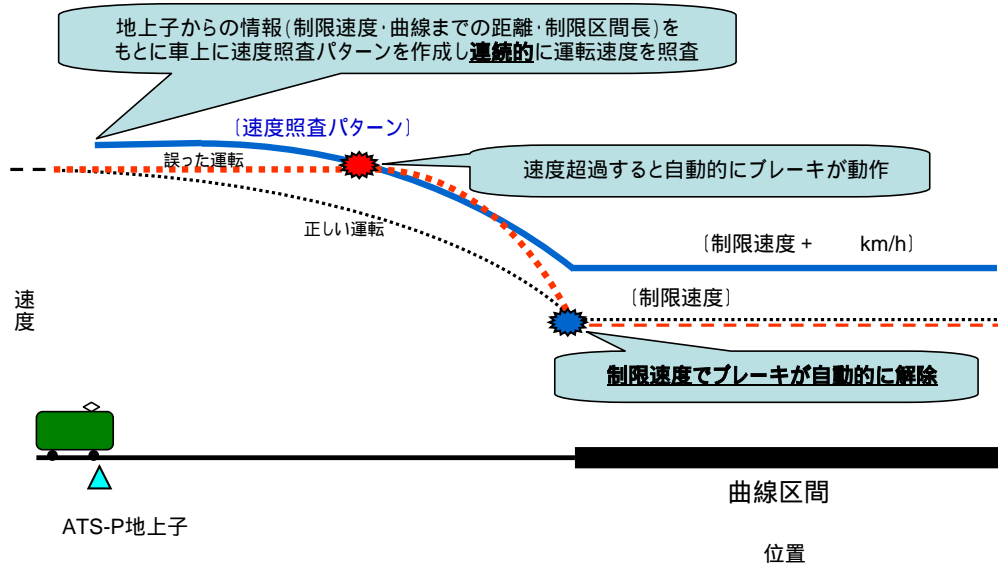 地上子からの情報(制限速度･曲線までの距離･制限区間長)を
もとに車上に速度照査パターンを作成し連続的に運転速度を照査
〔速度照査パターン〕
誤った運転
速度超過すると自動的にブレーキが動作
正しい運転
〔制限速度 + km/h〕
速度
〔制限速度〕
制限速度でブレーキが自動的に解除
曲線区間
ATS-P地上子
位置